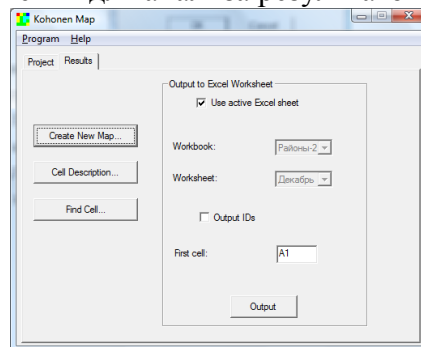 Kohonen Map
Program Help
Project Results
Output to Excel Worksheet
Use active Excel sheet
Create New Map...
Workbook: Районы-2
Cell Description...
Worksheet: Декабрь
Find Cell...
Output IDs
First cell: A1
Output